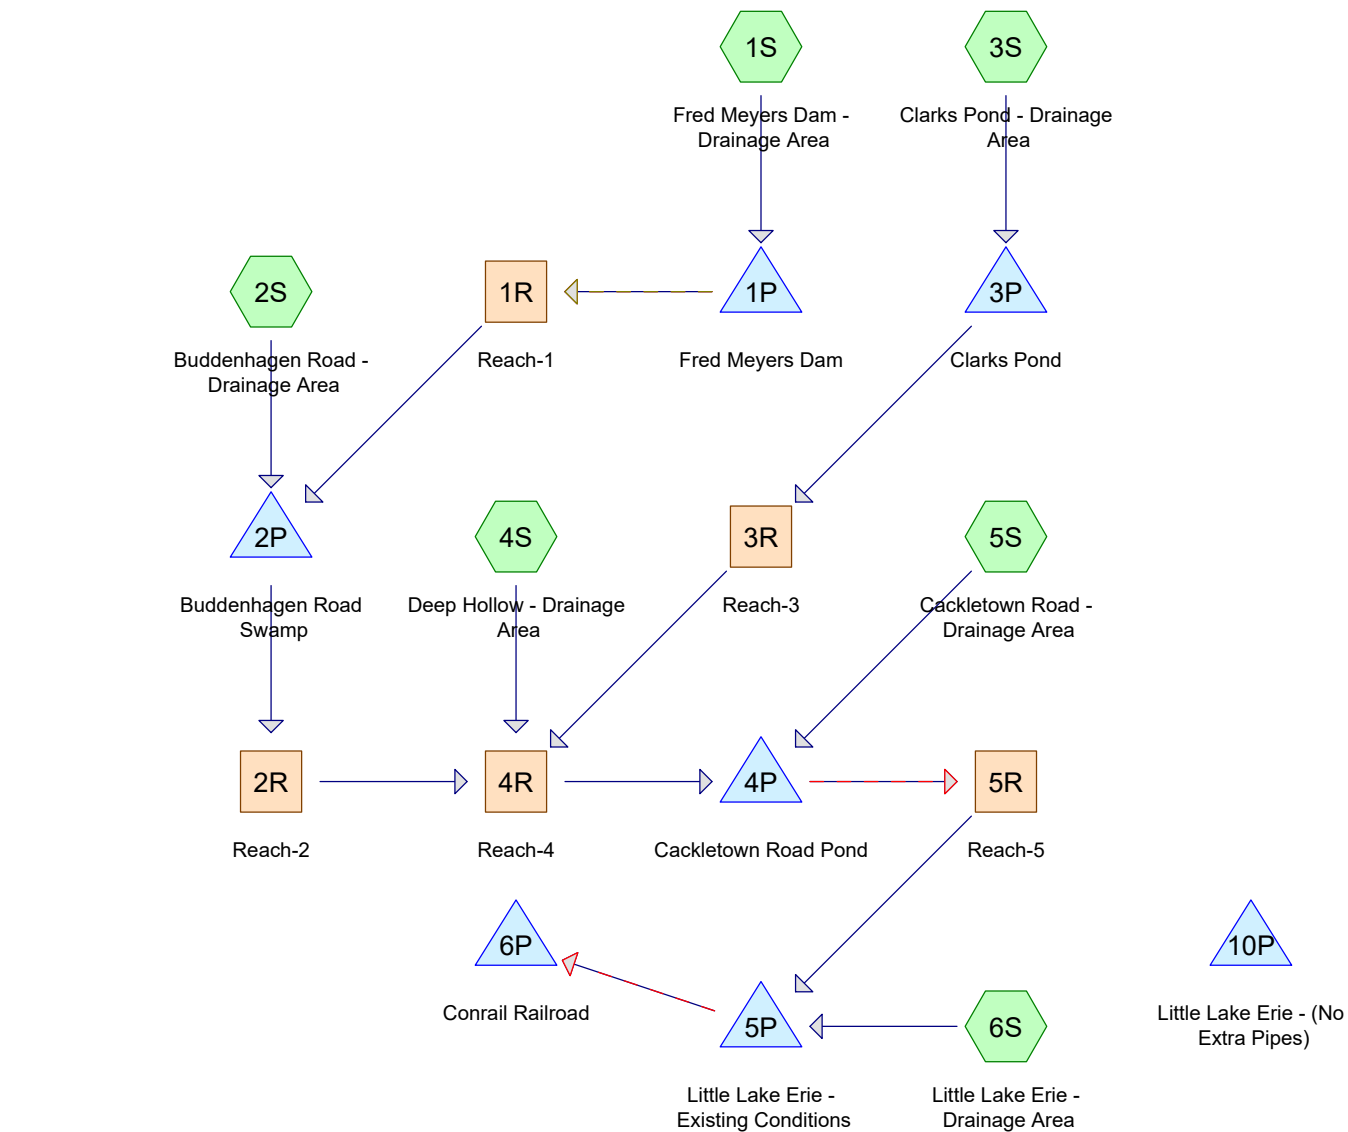 1S
3S
Fred Meyers Dam -
Drainage Area
Clarks Pond - Drainage
Area
2S
1R
1P
3P
Buddenhagen Road -
Drainage Area
Reach-1
Fred Meyers Dam
Clarks Pond
2P
4S
3R
5S
Buddenhagen Road
Swamp
Deep Hollow - Drainage
Area
Reach-3
Cackletown Road -
Drainage Area
2R
4R
4P
5R
Reach-2
Reach-4
Cackletown Road Pond
Reach-5
6P
10P
Conrail Railroad
Little Lake Erie - (No
Extra Pipes)
5P
6S
Little Lake Erie -
Existing Conditions
Little Lake Erie -
Drainage Area